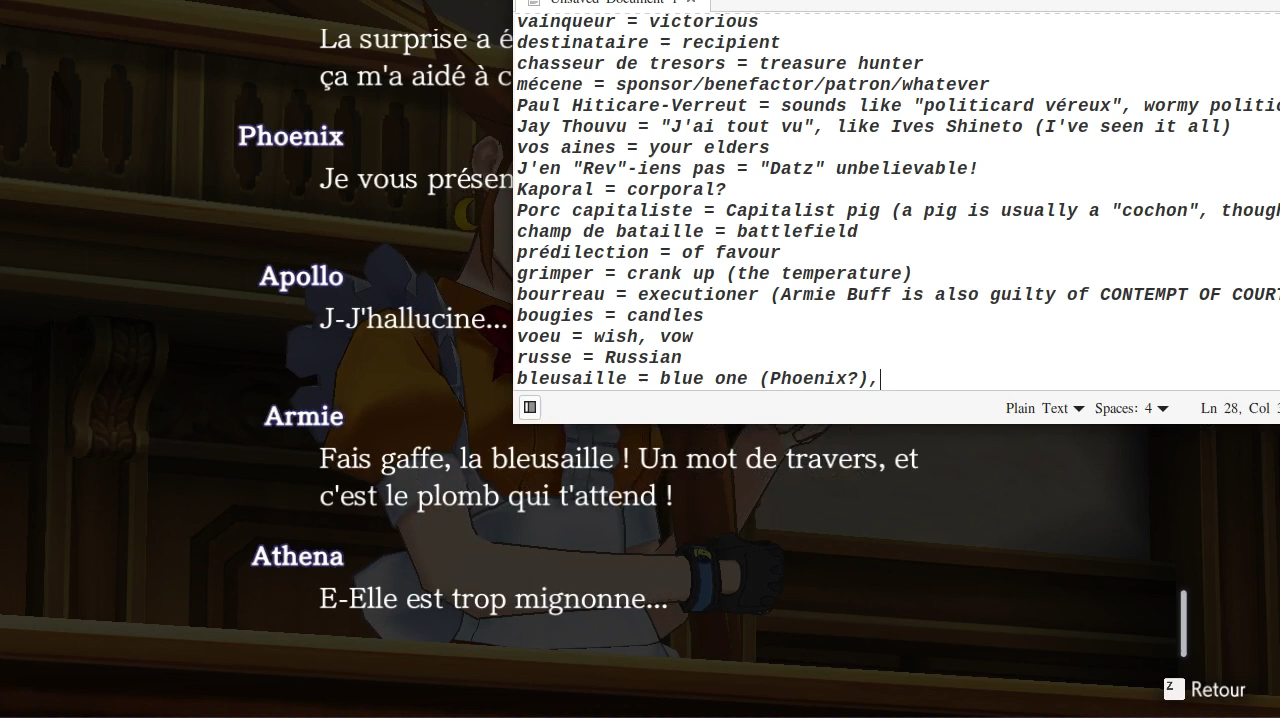 La surprise a é
ça m'a aidé à c
Phoenix
Je vous présen
Apollo
J-J'hallucine...
Armie
Fais gaffe, la bleusaille ! Un mot de travers, et
c'est le plomb qui t'attend !
Athena
E-Elle est trop mignonne...
Retour
Unsaved Document 1
vainqueur = victorious
destinataire = recipient
chasseur de tresors = treasure hunter
mécene = sponsor/benefactor/patron/whatever
Paul Hiticare-Verreut = sounds like "politicard véreux", wormy politic
Jay Thouvu = "J'ai tout vu", like Ives Shineto (I've seen it all)
vos aines = your elders
J'en "Rev"-iens pas = "Datz" unbelievable!
Kaporal = corporal?
Porc capitaliste = Capitalist pig (a pig is usually a "cochon", though
champ de bataille = battlefield
prédilection = of favour
grimper = crank up (the temperature)
bourreau = executioner (Armie Buff is also guilty of CONTEMPT OF COURT
bougies = candles
voeu = wish, vow
russe = Russian
bleusaille = blue one (Phoenix?),
Plain Text Spaces: 4 Ln 28, Col 3
Z